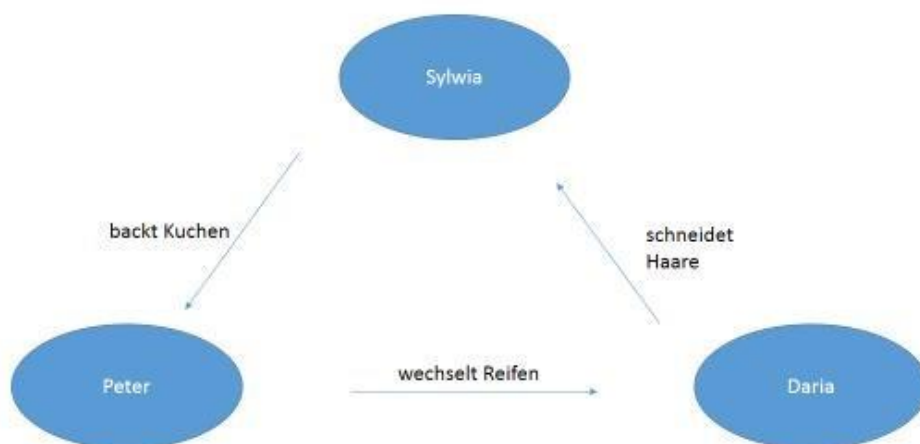 Sylwia
backt Kuchen
schneidet
Haare
wechselt Reifen
Peter
Daria